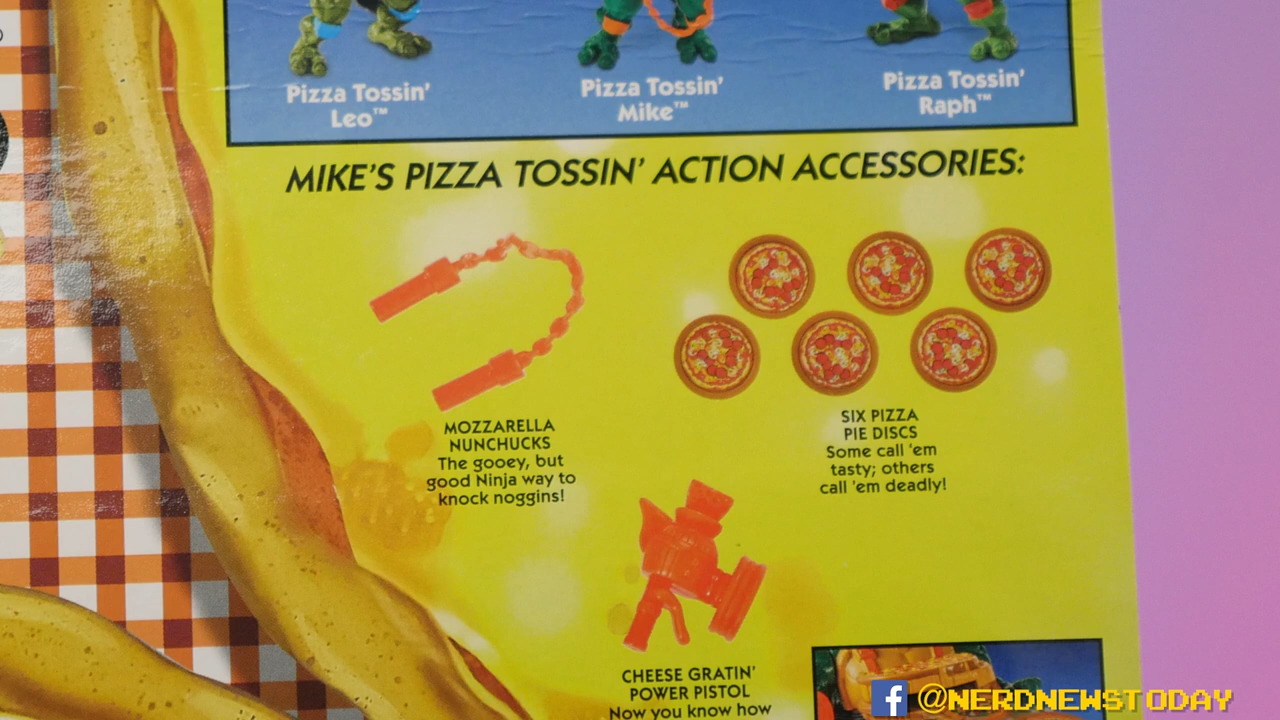 Pizza Tossin'
Leo™
Pizza Tossin'
Mike™
Pizza Tossin'
Raph™
MIKE'S PIZZA TOSSIN' ACTION ACCESSORIES:
MOZZARELLA
NUNCHUCKS
The gooey, but
good Ninja way to
knock noggins!
SIX PIZZA
PIE DISCS
Some call 'em
tasty; others
call 'em deadly!
CHEESE GRATIN'
POWER PISTOL
Now you know how
f @NERDNEWSTODAY